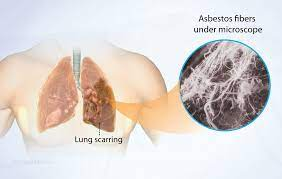 Asbestos fibers
under microscope
Lung scarring